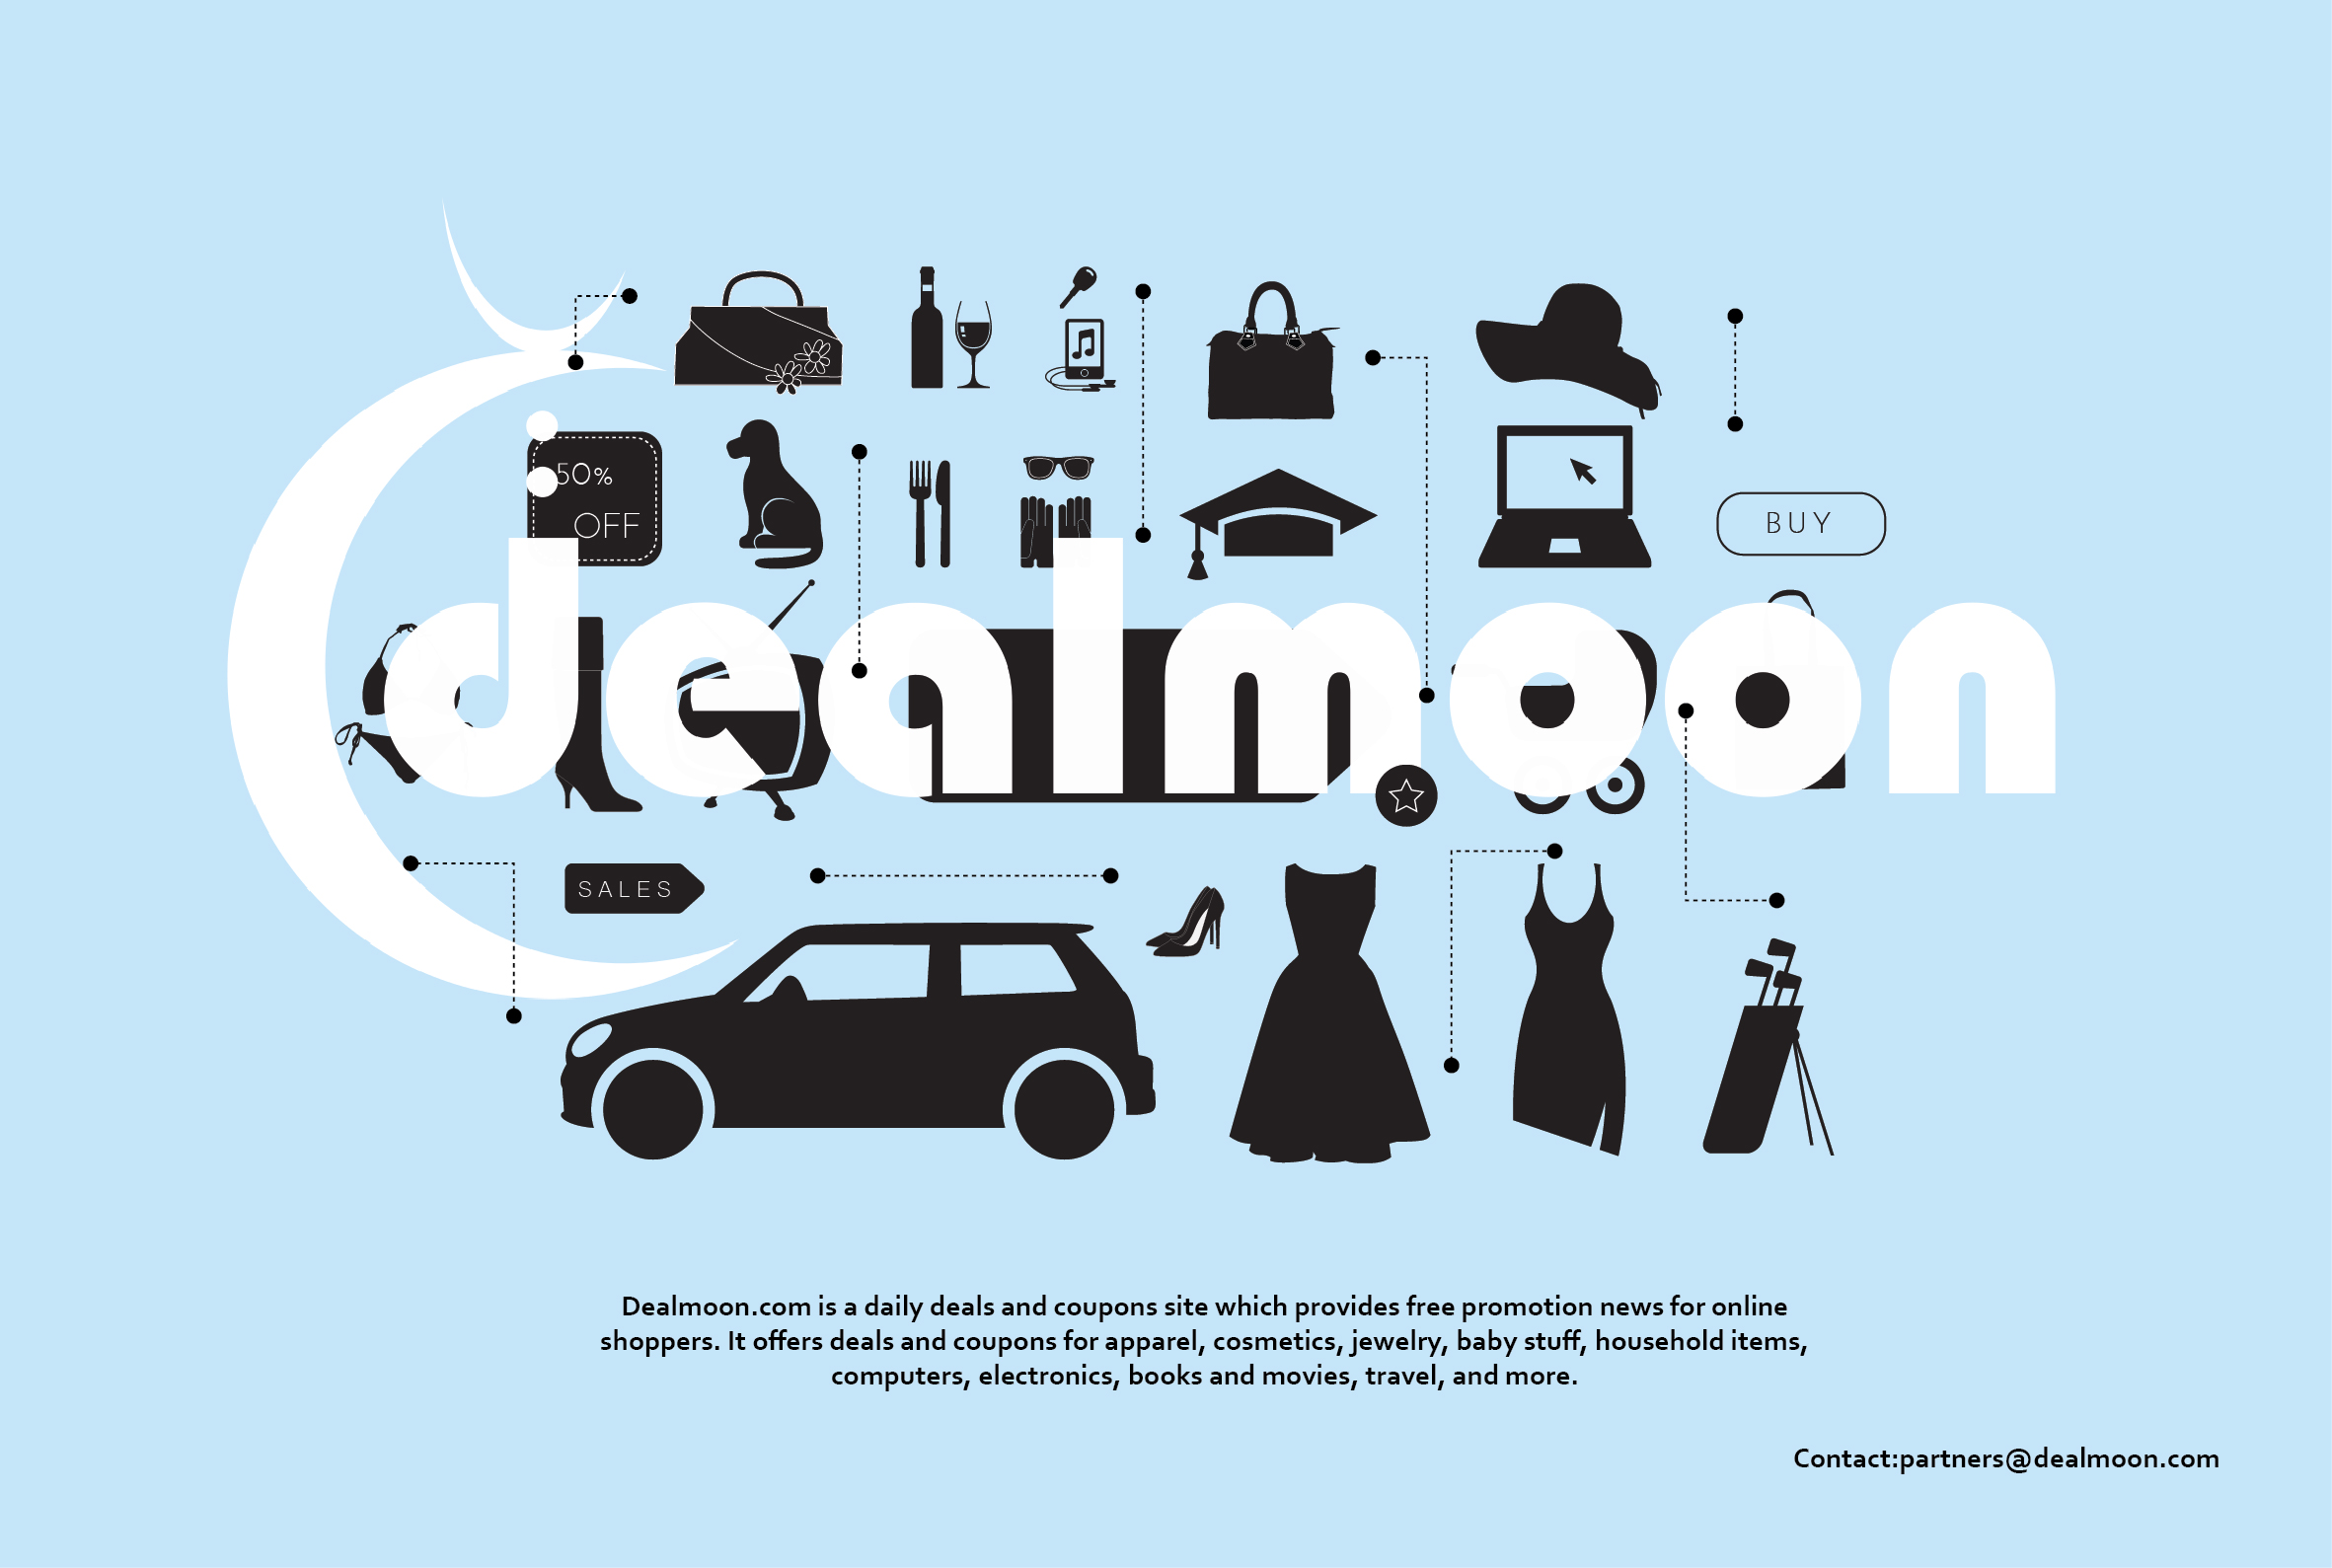 50%
OFF
BUY
dealmoon
SALES
Dealmoon.com is a daily deals and coupons site which provides free promotion news for online
shoppers. It offers deals and coupons for apparel, cosmetics, jewelry, baby stuff, household items,
computers, electronics, books and movies, travel, and more.
Contact:partners@dealmoon.com